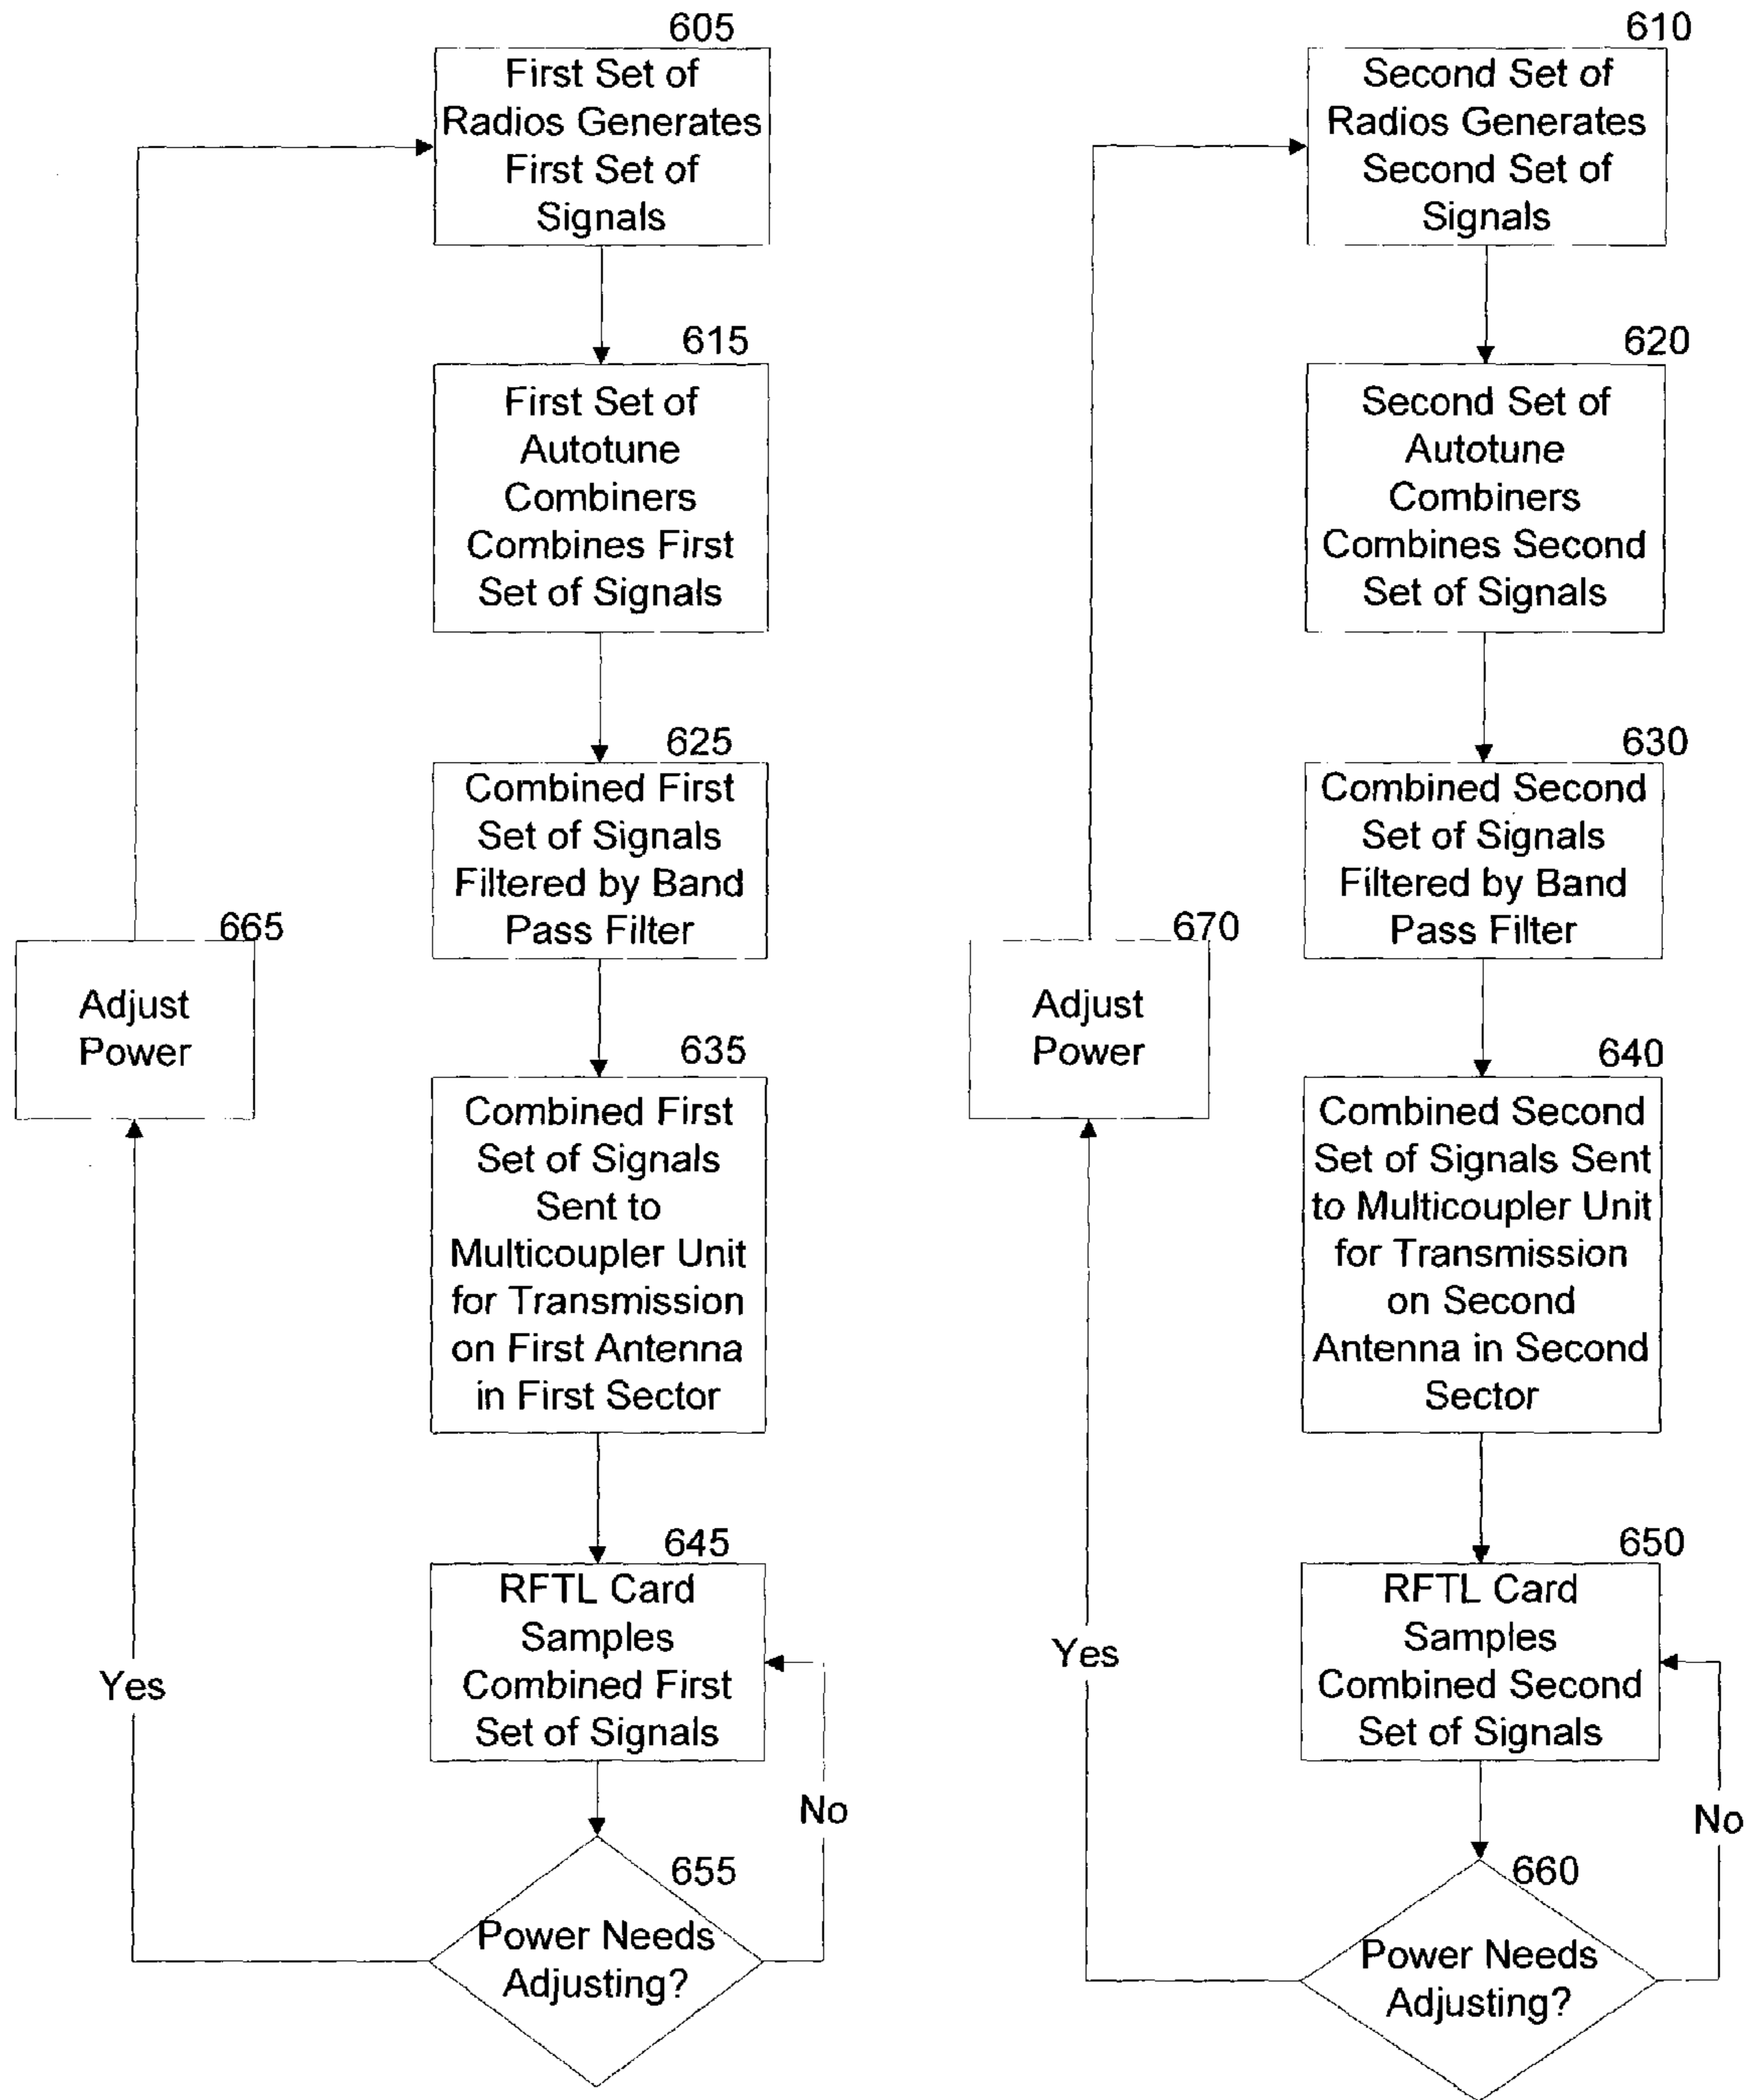 605
First Set of
Radios Generates
First Set of
Signals
615
First Set of
Autotune
Combiners
Combines First
Set of Signals
625
Combined First
Set of Signals
Filtered by Band
Pass Filter
665
Adjust
Power
635
Combined First
Set of Signals
Sent to
Multicoupler Unit
for Transmission
on First Antenna
in First Sector
645
RFTL Card
Samples
Combined First
Set of Signals
Yes
No
655
Power Needs
Adjusting?
610
Second Set of
Radios Generates
Second Set of
Signals
620
Second Set of
Autotune
Combiners
Combines Second
Set of Signals
630
Combined Second
Set of Signals
Filtered by Band
Pass Filter
670
Adjust
Power
640
Combined Second
Set of Signals Sent
to Multicoupler Unit
for Transmission
on Second
Antenna in Second
Sector
650
RFTL Card
Samples
Combined Second
Set of Signals
Yes
No
660
Power Needs
Adjusting?